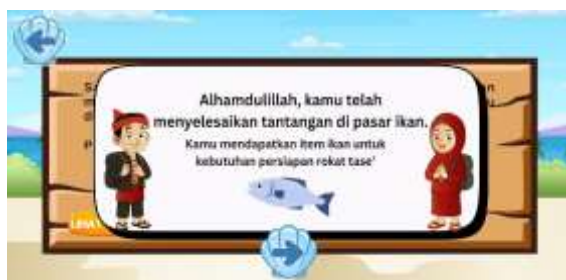 Alhamdulillah, kamu telah
menyelesaikan tantangan di pasar ikan.
Kamu mendapatkan item ikan untuk
kebutuhan persiapan rokat tase'